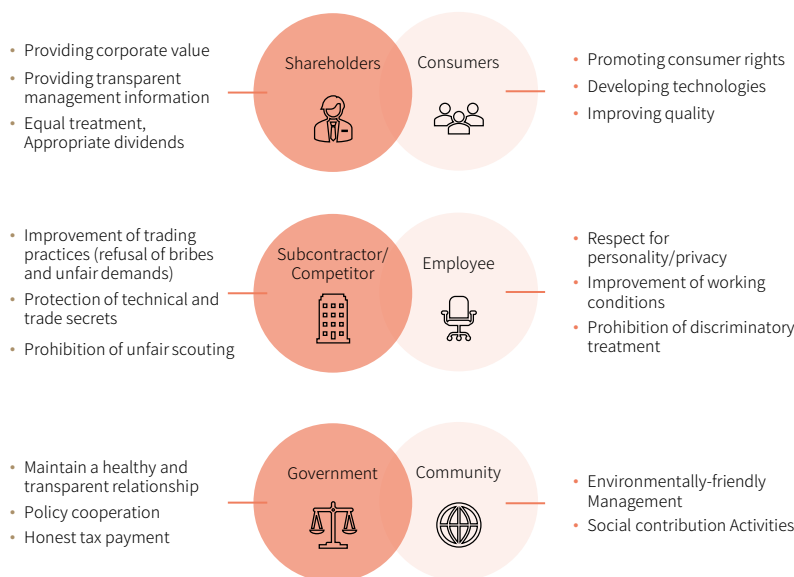 • Providing corporate value
• Providing transparent
management information
• Equal treatment,
Appropriate dividends
Shareholders
Consumers
• Promoting consumer rights
• Developing technologies
• Improving quality
• Improvement of trading
practices (refusal of bribes
and unfair demands)
• Protection of technical and
trade secrets
• Prohibition of unfair scouting
Subcontractor/
Competitor
Employee
• Respect for
personality/privacy
• Improvement of working
conditions
• Prohibition of discriminatory
treatment
• Maintain a healthy and
transparent relationship
• Policy cooperation
• Honest tax payment
Government
Community
• Environmentally-friendly
Management
• Social contribution Activities